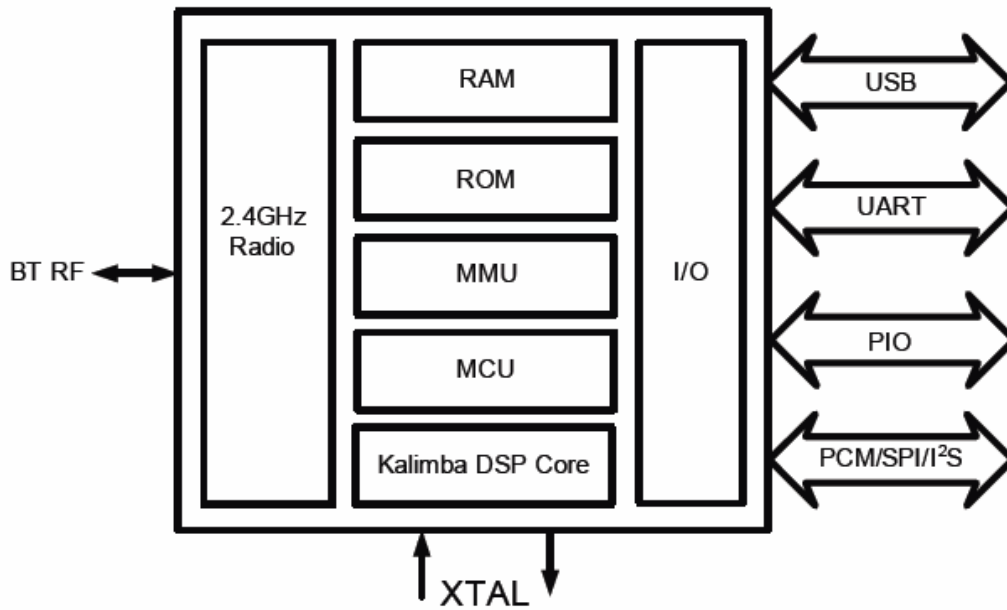 BT RF
2.4GHz
Radio
RAM
ROM
MMU
MCU
Kalimba DSP Core
I/O
USB
UART
PIO
PCM/SPI/I²S
XTAL